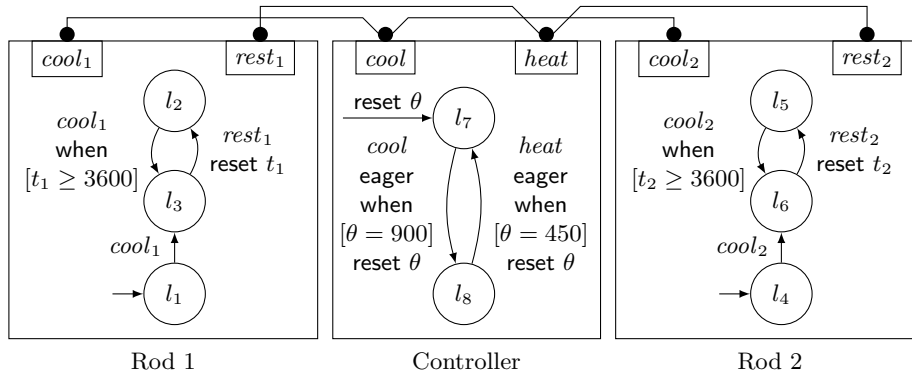 cool₁ rest₁ cool heat cool₂ rest₂
l₂
cool₁
when
[t₁ ≥ 3600]
rest₁
reset t₁
l₃
cool₁
l₁
reset θ
l₇
cool
eager
when
[θ = 900]
reset θ
heat
eager
when
[θ = 450]
reset θ
l₈
l₅
cool₂
when
[t₂ ≥ 3600]
rest₂
reset t₂
l₆
cool₂
l₄
Rod 1 Controller Rod 2